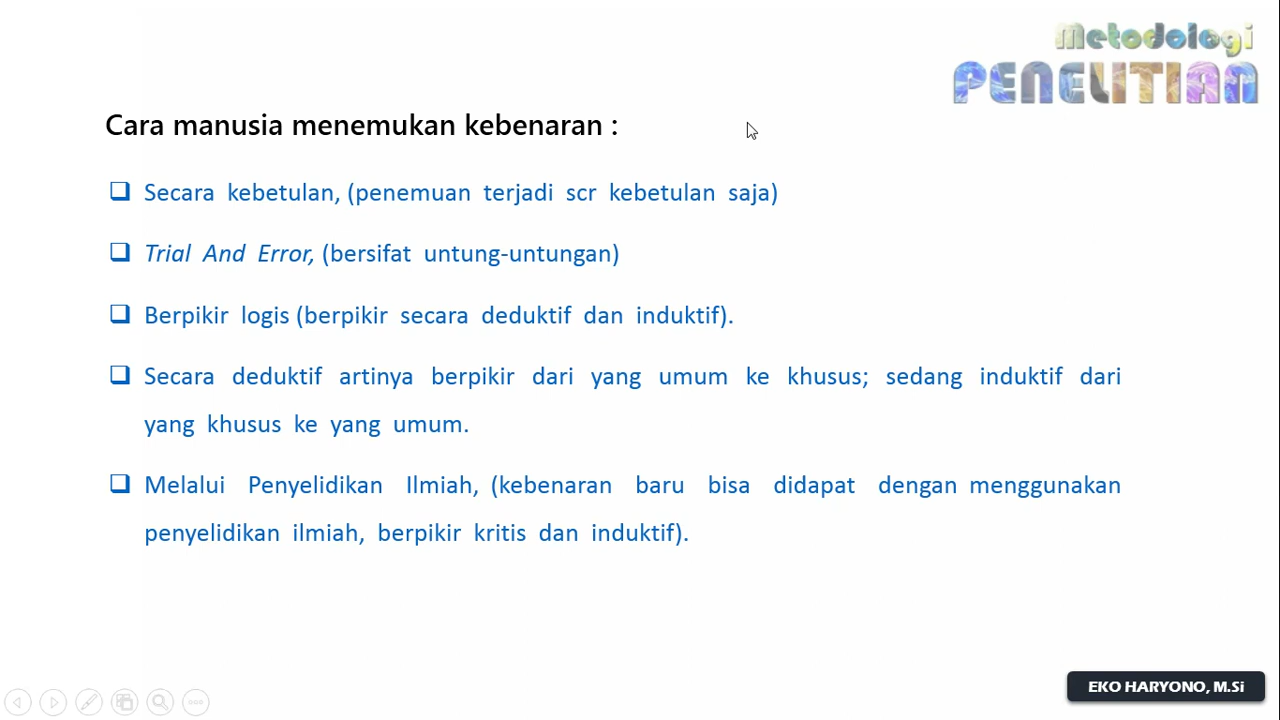 Metodologi
PENELITIAN
Cara manusia menemukan kebenaran :
Secara kebetulan, (penemuan terjadi scr kebetulan saja)
Trial And Error, (bersifat untung-untungan)
Berpikir logis (berpikir secara deduktif dan induktif).
Secara deduktif artinya berpikir dari yang umum ke khusus; sedang induktif dari
yang khusus ke yang umum.
Melalui Penyelidikan Ilmiah, (kebenaran baru bisa didapat dengan menggunakan
penyelidikan ilmiah, berpikir kritis dan induktif).
EKO HARYONO, M.Si